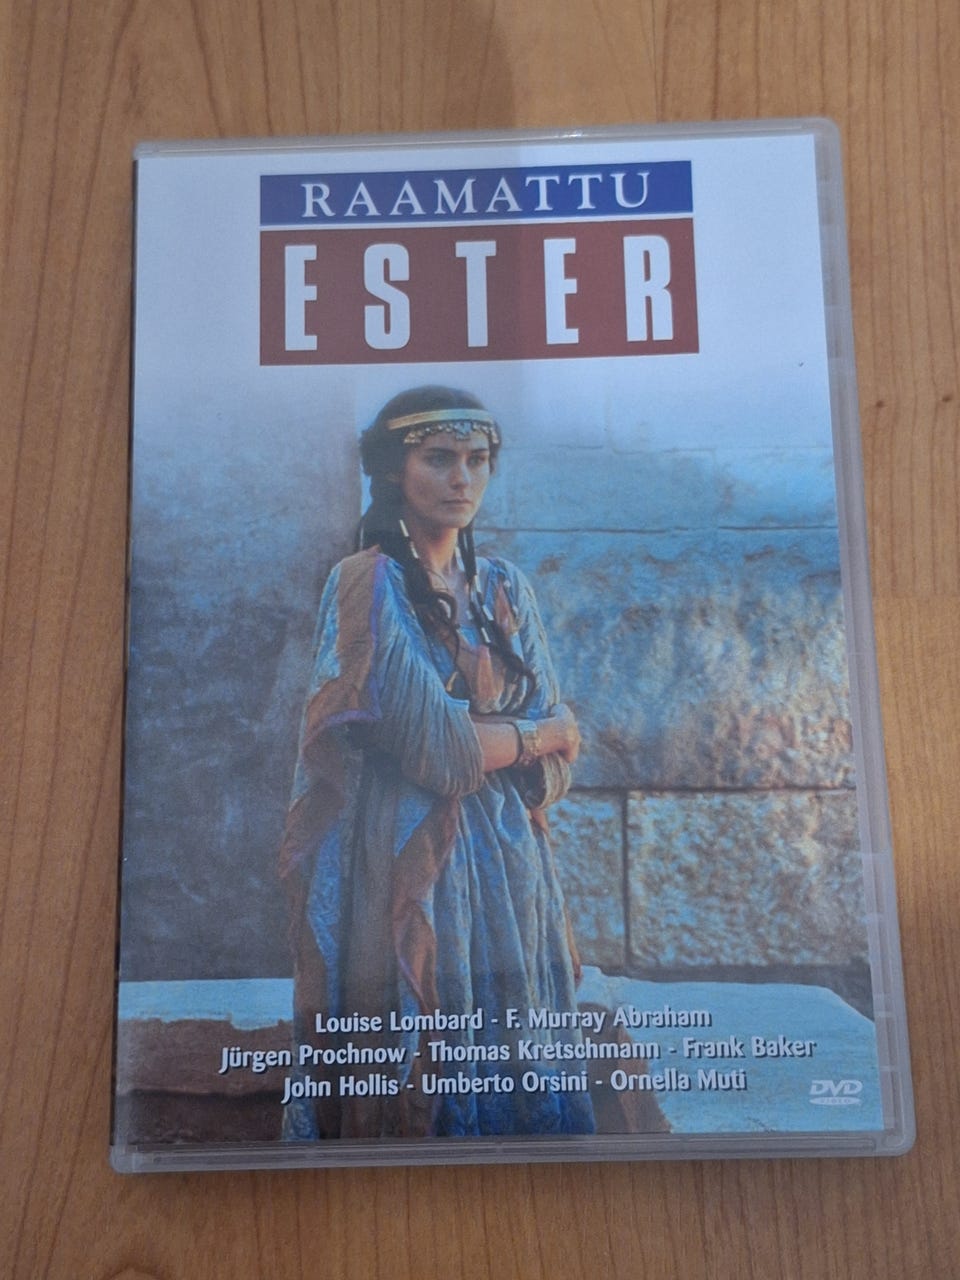 RAAMATTU
ESTER
Louise Lombard - F. Murray Abraham
Jürgen Prochnow - Thomas Kretschmann - Frank Baker
John Hollis - Umberto Orsini - Ornella Muti
DVD
VIDEO